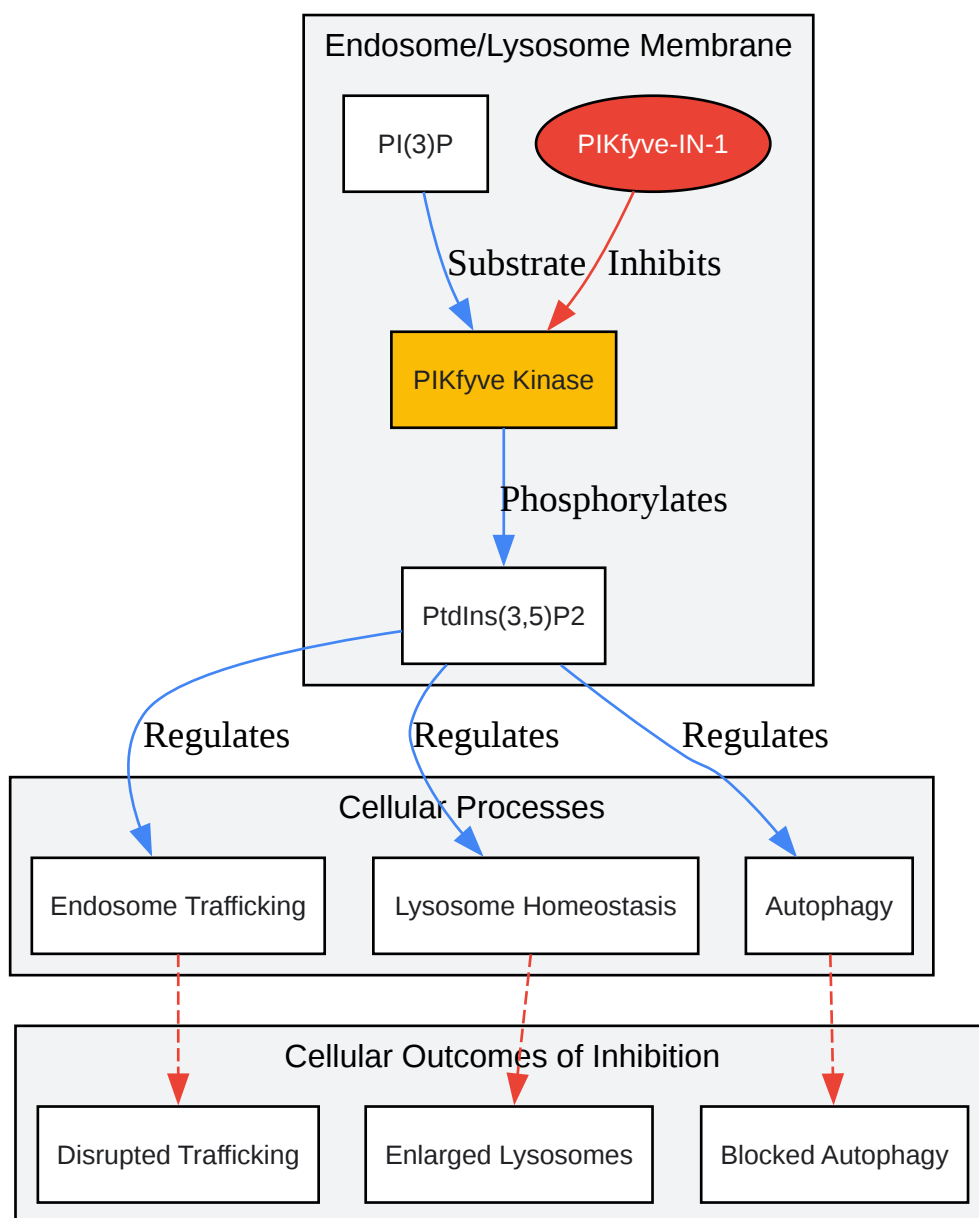 Endosome/Lysosome Membrane
PI(3)P
PIKfyve-IN-1
Substrate
Inhibits
PIKfyve Kinase
Phosphorylates
PtdIns(3,5)P2
Regulates
Regulates
Regulates
Cellular Processes
Endosome Trafficking
Lysosome Homeostasis
Autophagy
Cellular Outcomes of Inhibition
Disrupted Trafficking
Enlarged Lysosomes
Blocked Autophagy